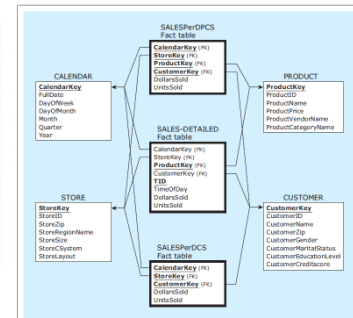 SALESPerDPCS
Fact table
CalendarKey (FK)
StoreKey (FK)
ProductKey (FK)
CustomerKey (FK)
DollarsSold
UnitsSold
CALENDAR
CalendarKey
FullDate
DayOfWeek
DayOfMonth
Month
Quarter
Year
PRODUCT
ProductKey
ProductID
ProductName
ProductPrice
ProductVendorName
ProductCategoryName
SALES-DETAILED
Fact table
CalendarKey (FK)
StoreKey (FK)
ProductKey (FK)
CustomerKey (FK)
TID
TimeOfDay
DollarsSold
UnitsSold
STORE
StoreKey
StoreID
StoreZip
StoreRegionName
StoreSize
StoreCSystem
StoreLayout
CUSTOMER
CustomerKey
CustomerID
CustomerName
CustomerZip
CustomerGender
CustomerMaritalStatus
CustomerEducationLevel
CustomerCreditscore
SALESPerDCS
Fact table
CalendarKey (FK)
StoreKey (FK)
CustomerKey (FK)
DollarsSold
UnitsSold